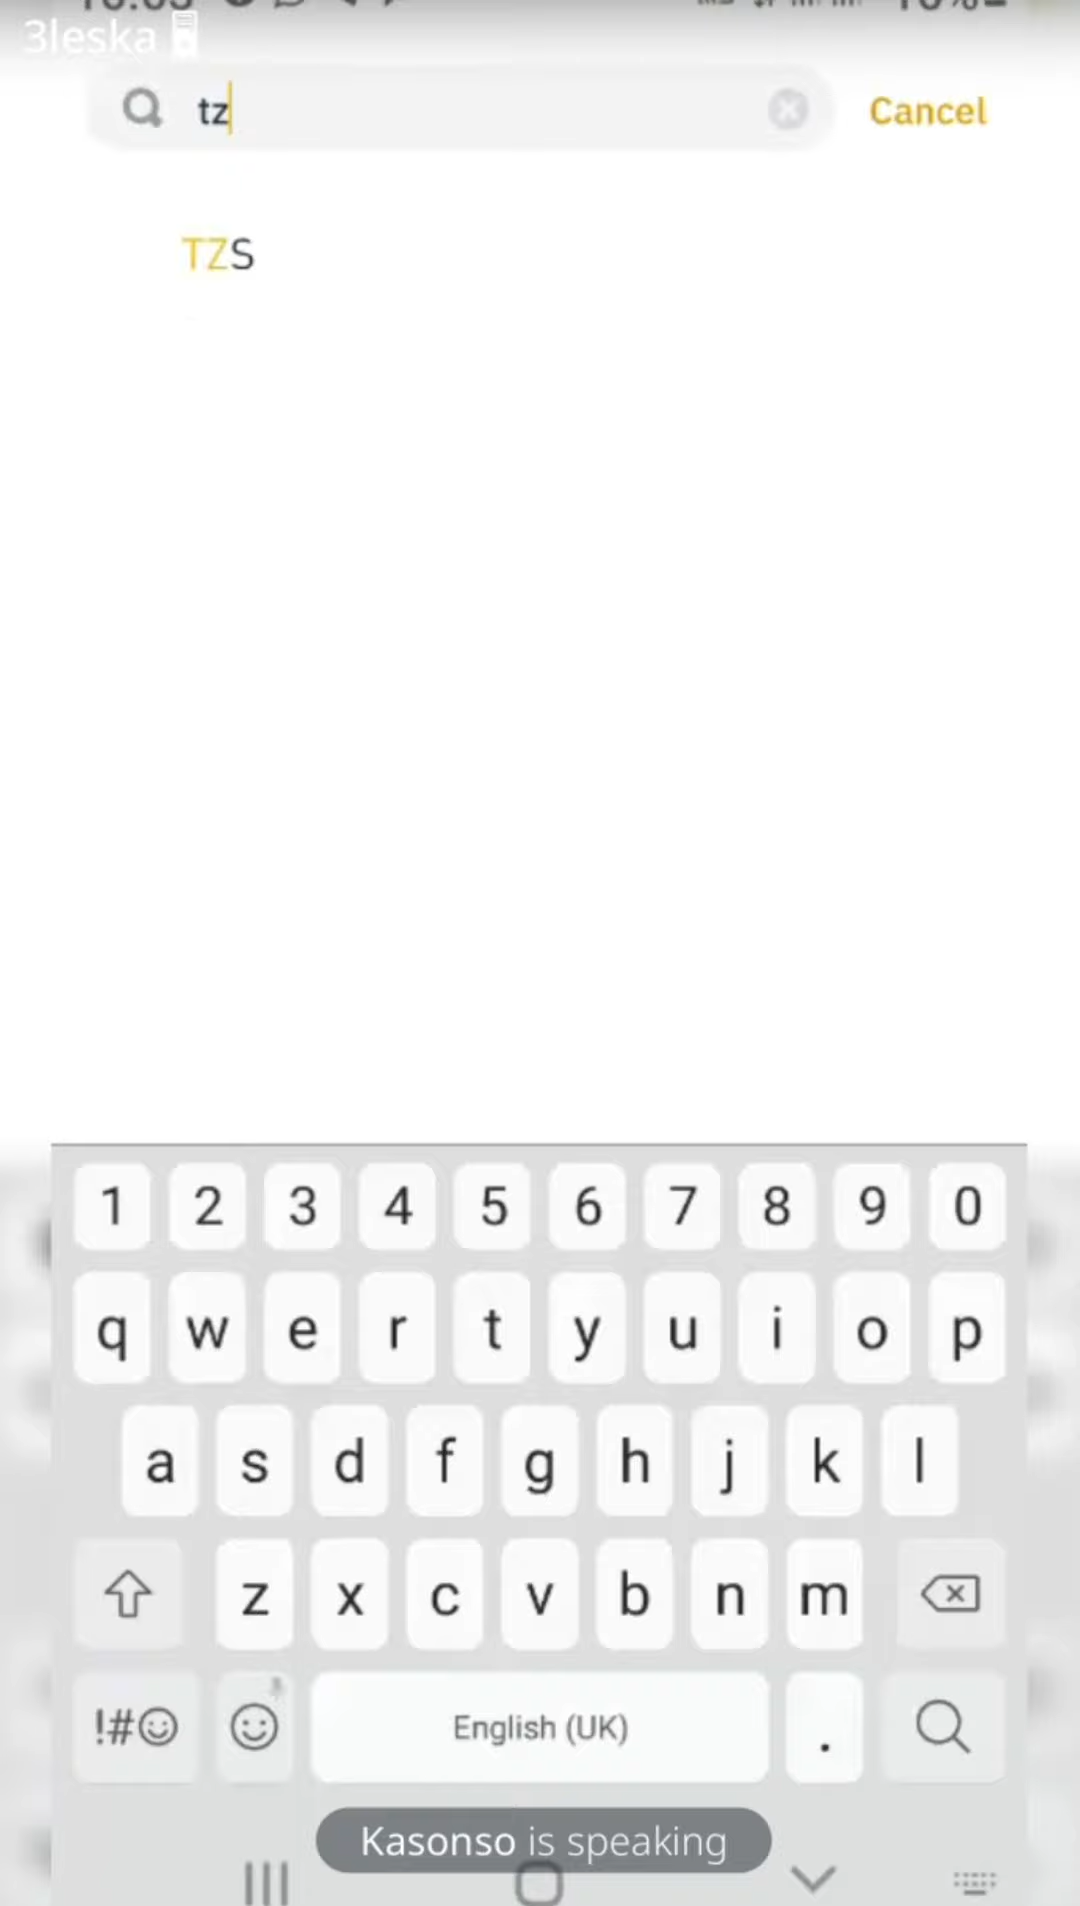 3leska
tz
Cancel
TZS
1 2 3 4 5 6 7 8 9 0
q w e r t y u i o p
a s d f g h j k l
z x c v b n m
!#☺ English (UK) .
Kasonso is speaking